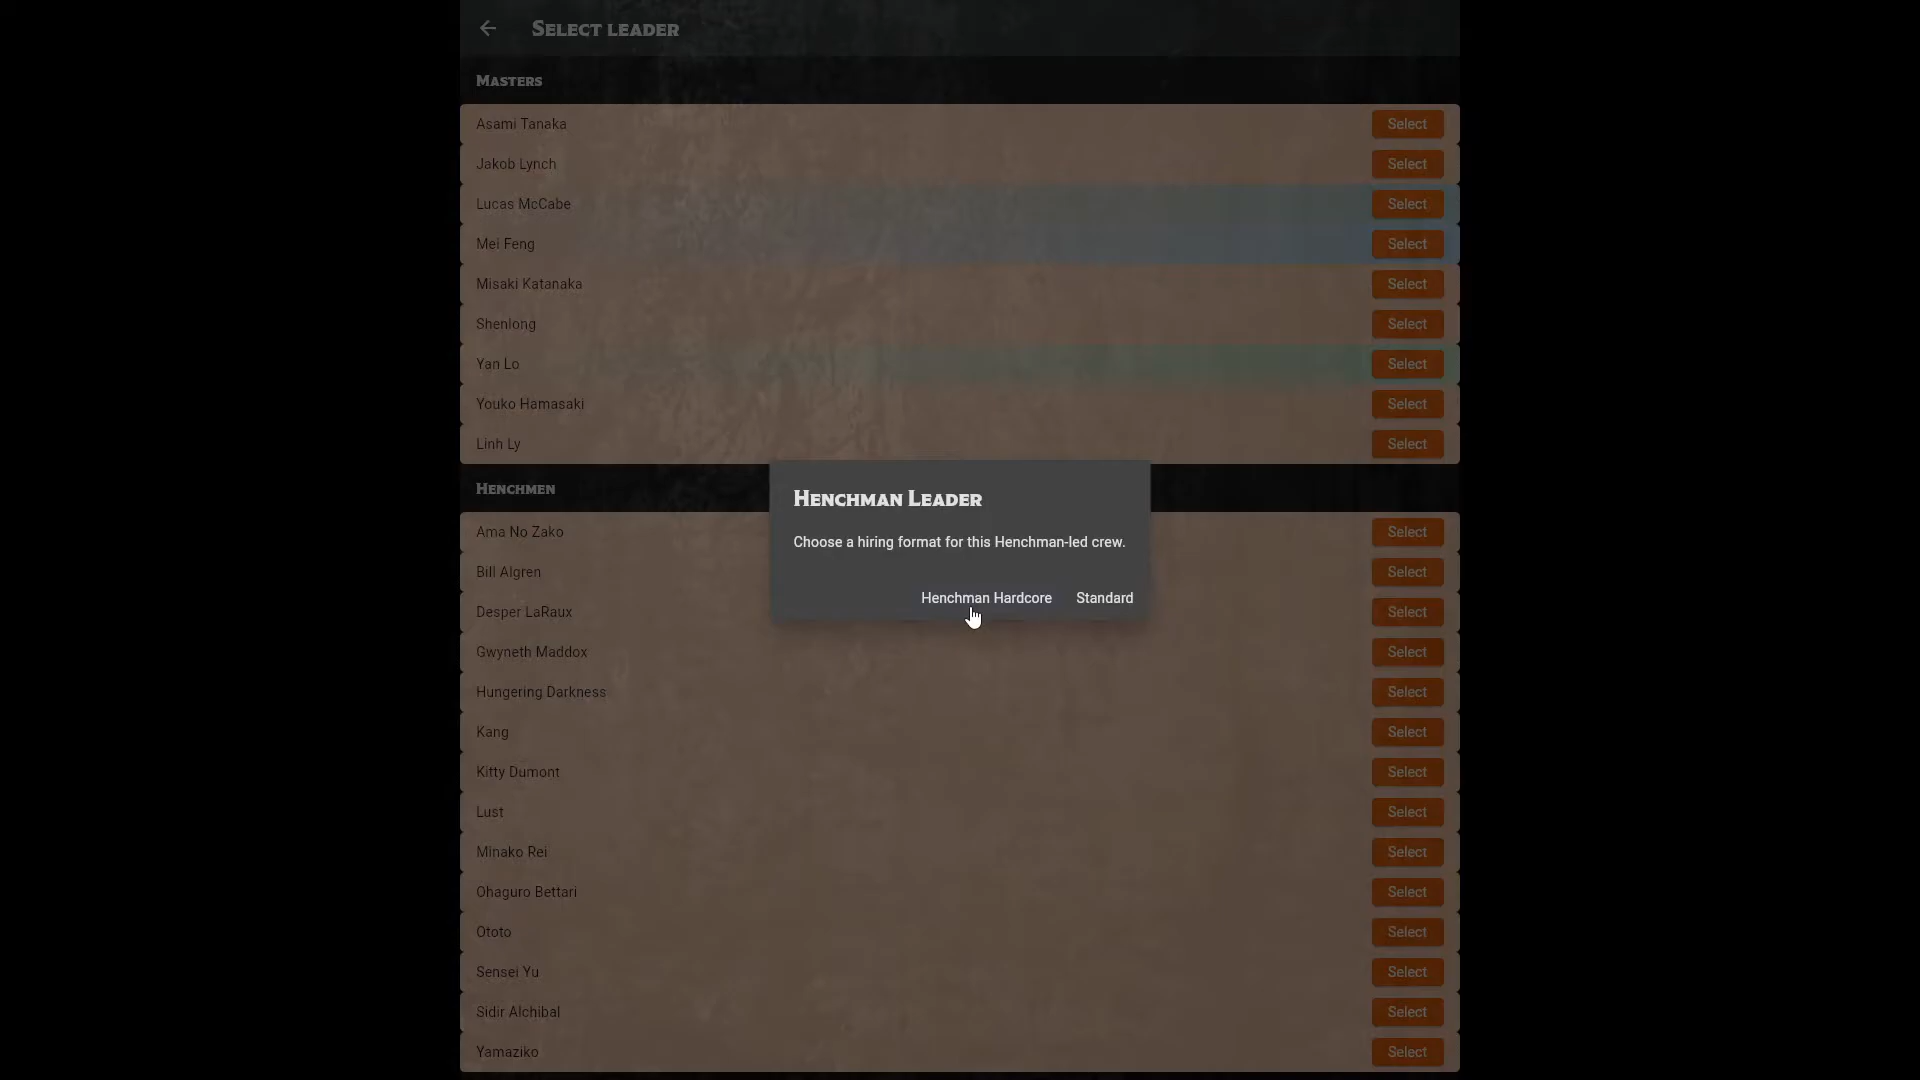 Select leader
Masters
Asami Tanaka Select
Jakob Lynch Select
Lucas McCabe Select
Mei Feng Select
Misaki Katanaka Select
Shenlong Select
Yan Lo Select
Youko Hamasaki Select
Linh Ly Select
Henchmen
Henchman Leader
Choose a hiring format for this Henchman-led crew.
Henchman Hardcore Standard
Ama No Zako Select
Bill Algren Select
Desper LaRaux Select
Gwyneth Maddox Select
Hungering Darkness Select
Kang Select
Kitty Dumont Select
Lust Select
Minako Rei Select
Ohaguro Bettari Select
Ototo Select
Sensei Yu Select
Sidir Alchibal Select
Yamaziko Select